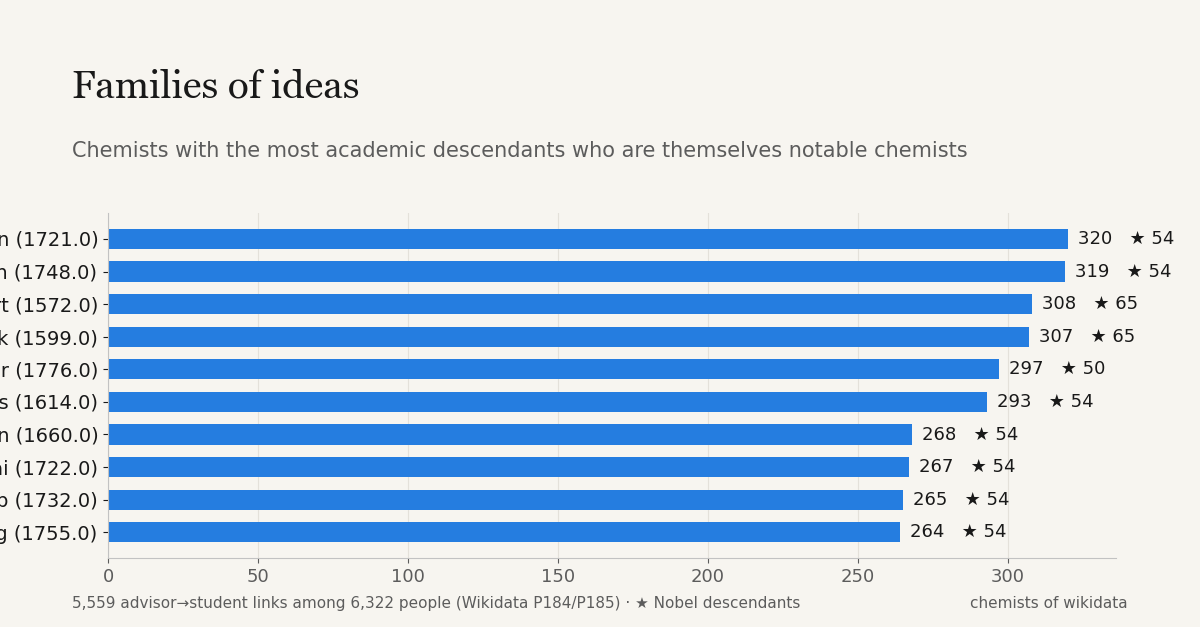 Families of ideas
Chemists with the most academic descendants who are themselves notable chemists
n (1721.0) 320 ★ 54
n (1748.0) 319 ★ 54
t (1572.0) 308 ★ 65
k (1599.0) 307 ★ 65
r (1776.0) 297 ★ 50
s (1614.0) 293 ★ 54
n (1660.0) 268 ★ 54
i (1722.0) 267 ★ 54
(1732.0) 265 ★ 54
g (1755.0) 264 ★ 54
0 50 100 150 200 250 300
5,559 advisor→student links among 6,322 people (Wikidata P184/P185) · ★ Nobel descendants
chemists of wikidata